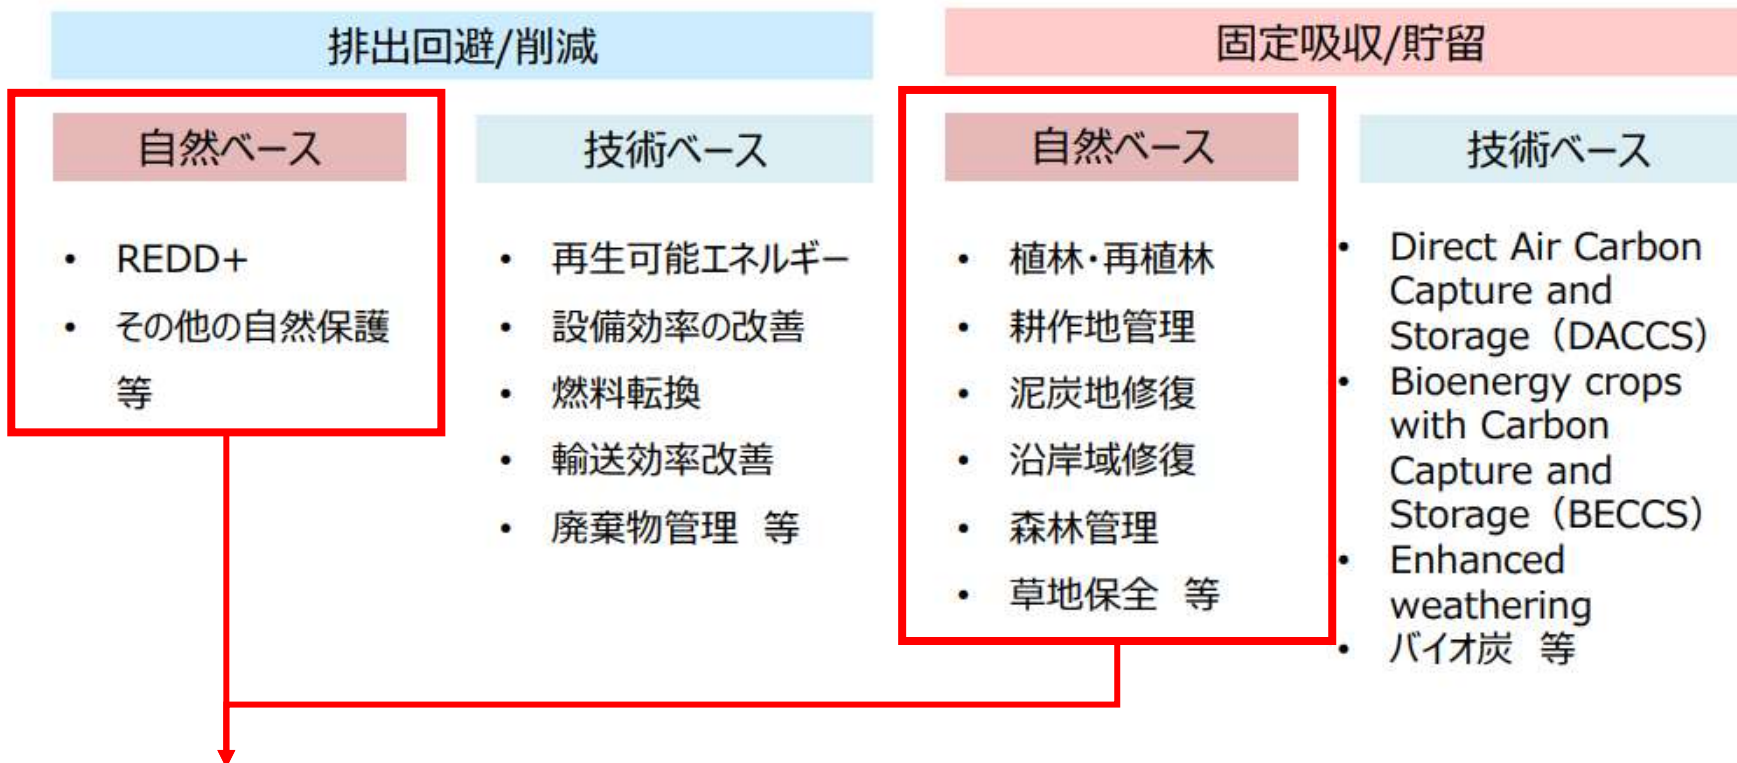 排出回避/削減
自然ベース
• REDD+
• その他の自然保護
等
技術ベース
• 再生可能エネルギー
• 設備効率の改善
• 燃料転換
• 輸送効率改善
• 廃棄物管理 等
固定吸収/貯留
自然ベース
• 植林・再植林
• 耕作地管理
• 泥炭地修復
• 沿岸域修復
• 森林管理
• 草地保全 等
技術ベース
• Direct Air Carbon
Capture and
Storage（DACCS）
• Bioenergy crops
with Carbon
Capture and
Storage（BECCS）
• Enhanced
weathering
• バイオ炭 等